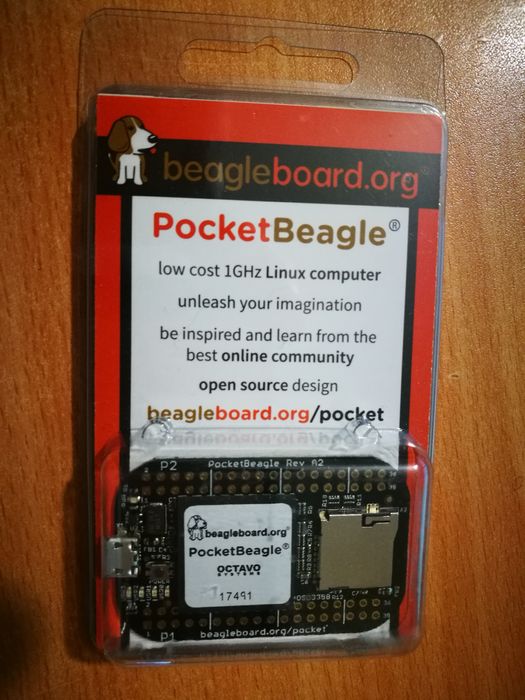 beagleboard.org®
PocketBeagle®
low cost 1GHz Linux computer
unleash your imagination
be inspired and learn from the
best online community
open source design
beagleboard.org/pocket
P2
PocketBeagle Rev A2
beagleboard.org®
PocketBeagle®
OCTAVO
SYSTEMS
17491
POWER
P1
beagleboard.org/pocket